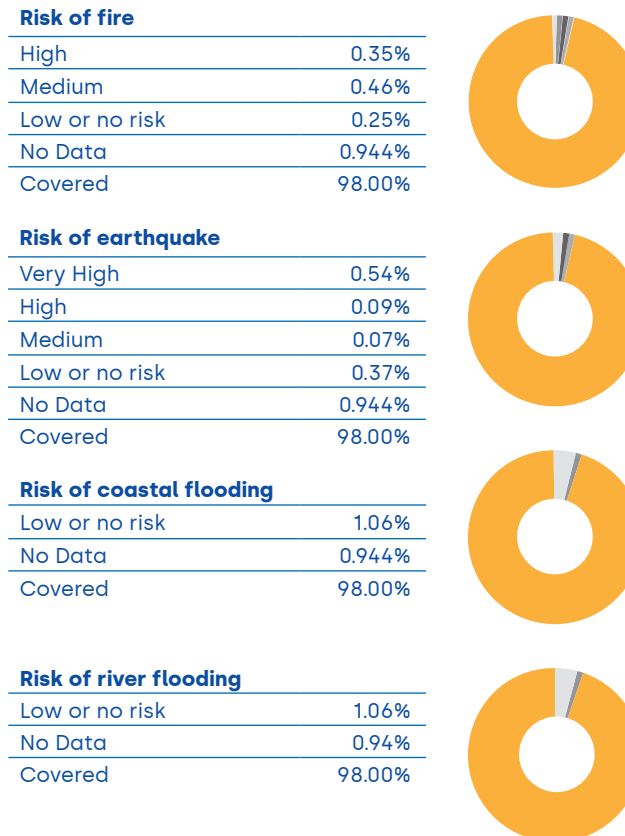 Risk of fire
High 0.35%
Medium 0.46%
Low or no risk 0.25%
No Data 0.944%
Covered 98.00%
Risk of earthquake
Very High 0.54%
High 0.09%
Medium 0.07%
Low or no risk 0.37%
No Data 0.944%
Covered 98.00%
Risk of coastal flooding
Low or no risk 1.06%
No Data 0.944%
Covered 98.00%
Risk of river flooding
Low or no risk 1.06%
No Data 0.94%
Covered 98.00%